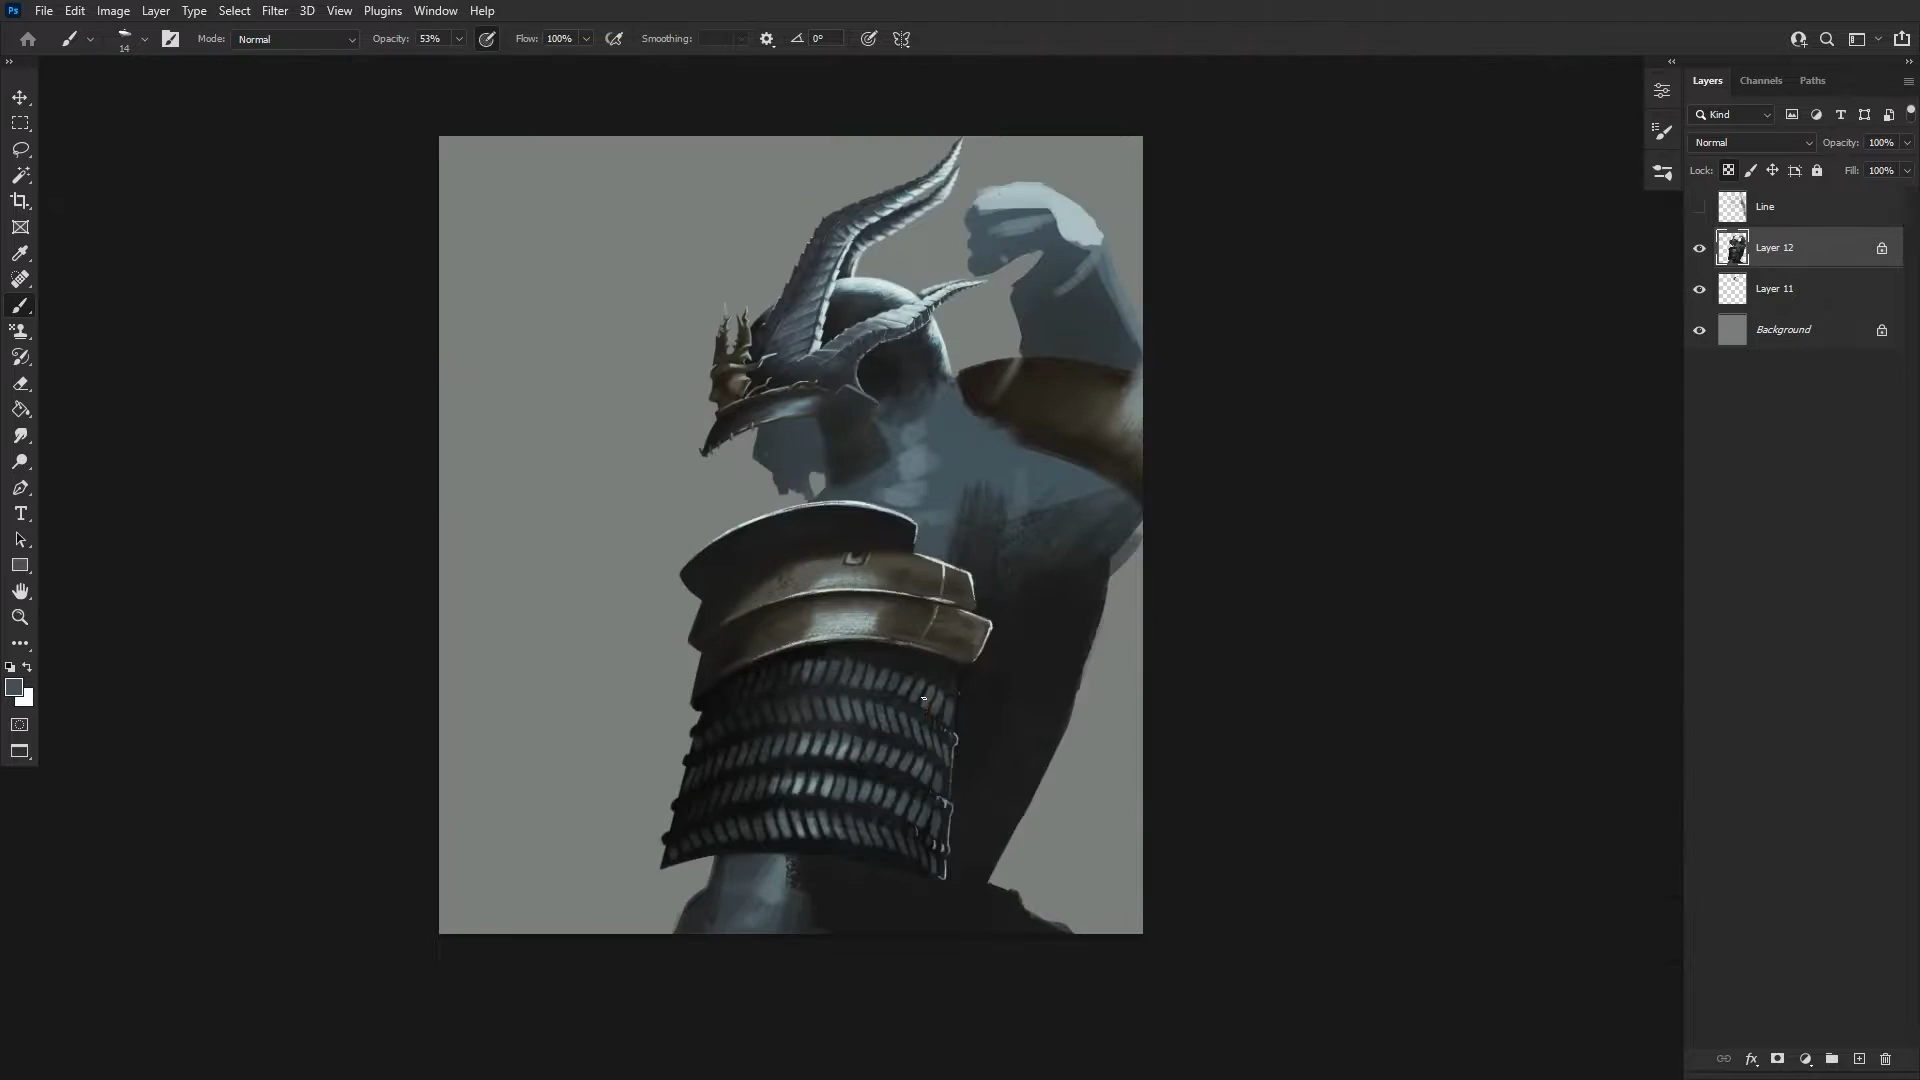 Ps File Edit Image Layer Type Select Filter 3D View Plugins Window Help
14 Mode: Normal Opacity: 53% Flow: 100% Smoothing: 0°
Layers Channels Paths
Kind
Normal Opacity: 100%
Lock: Fill: 100%
Line
Layer 12
Layer 11
Background